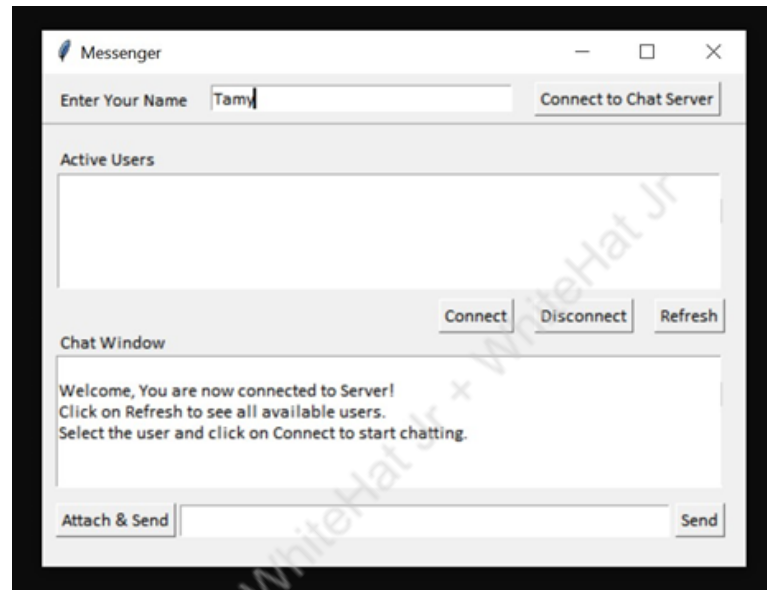 Messenger
Enter Your Name Tamy Connect to Chat Server
Active Users
Connect Disconnect Refresh
Chat Window
Welcome, You are now connected to Server!
Click on Refresh to see all available users.
Select the user and click on Connect to start chatting.
Attach & Send Send
WhiteHat Jr + WhiteHat Jr